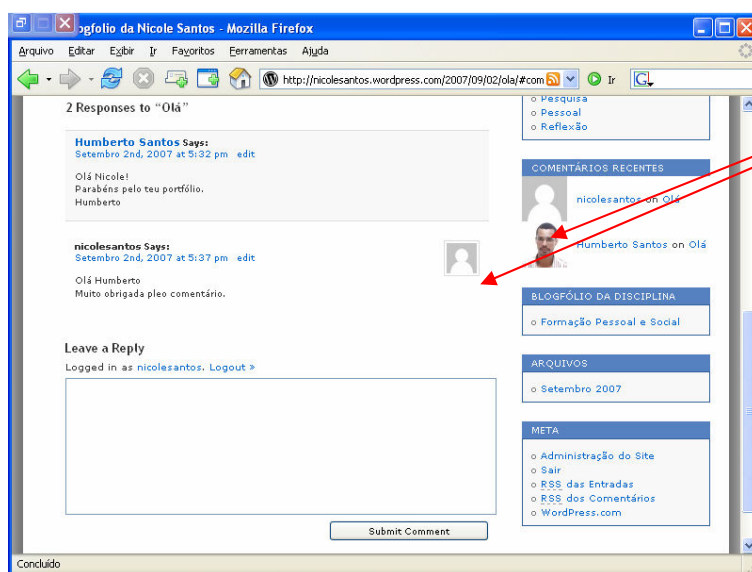 ogfolio da Nicole Santos - Mozilla Firefox
Arquivo Editar Exibir Ir Favoritos Ferramentas Ajuda
http://nicolesantos.wordpress.com/2007/09/02/ola/#com Ir G
2 Responses to “Olá”
Humberto Santos Says:
Setembro 2nd, 2007 at 5:32 pm edit
Olá Nicole!
Parabéns pelo teu portfólio.
Humberto
nicolesantos Says:
Setembro 2nd, 2007 at 5:37 pm edit
Olá Humberto
Muito obrigada pleo comentário.
Leave a Reply
Logged in as nicolesantos. Logout »
Submit Comment
Pesquisa
Pessoal
Reflexão
COMENTÁRIOS RECENTES
nicolesantos on Olá
Humberto Santos on Olá
BLOGFÓLIO DA DISCIPLINA
Formação Pessoal e Social
ARQUIVOS
Setembro 2007
META
Administração do Site
Sair
RSS das Entradas
RSS dos Comentários
WordPress.com
Concluído